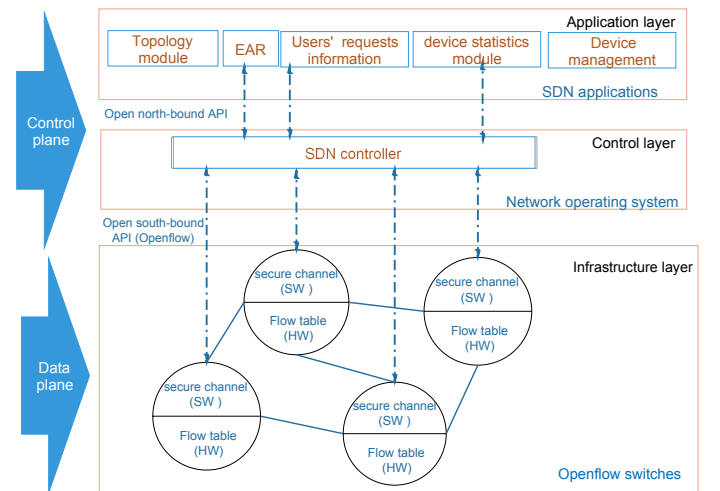 Application layer
Topology
module
EAR
Users' requests
information
device statistics
module
Device
management
SDN applications
Control
plane
Open north-bound API
Control layer
SDN controller
Network operating system
Open south-bound
API (Openflow)
Infrastructure layer
secure channel
(SW )
Flow table
(HW)
secure channel
(SW )
Flow table
(HW)
Data
plane
secure channel
(SW )
Flow table
(HW)
secure channel
(SW )
Flow table
(HW)
Openflow switches